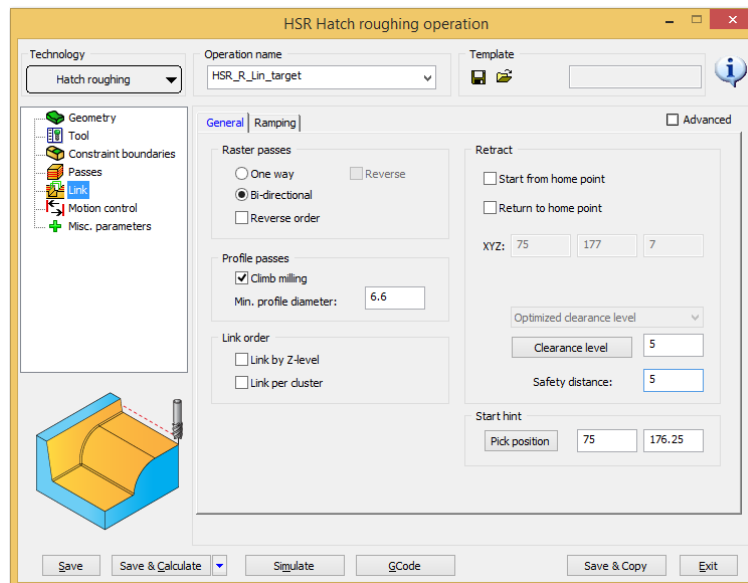 HSR Hatch roughing operation
Technology
Hatch roughing
Operation name
HSR_R_Lin_target
Template
Geometry
Tool
Constraint boundaries
Passes
Link
Motion control
Misc. parameters
General Ramping
Advanced
Raster passes
One way Reverse
Bi-directional
Reverse order
Profile passes
Climb milling
Min. profile diameter: 6.6
Link order
Link by Z-level
Link per cluster
Retract
Start from home point
Return to home point
XYZ: 75 177 7
Optimized clearance level
Clearance level 5
Safety distance: 5
Start hint
Pick position 75 176.25
Save Save & Calculate Simulate GCode Save & Copy Exit